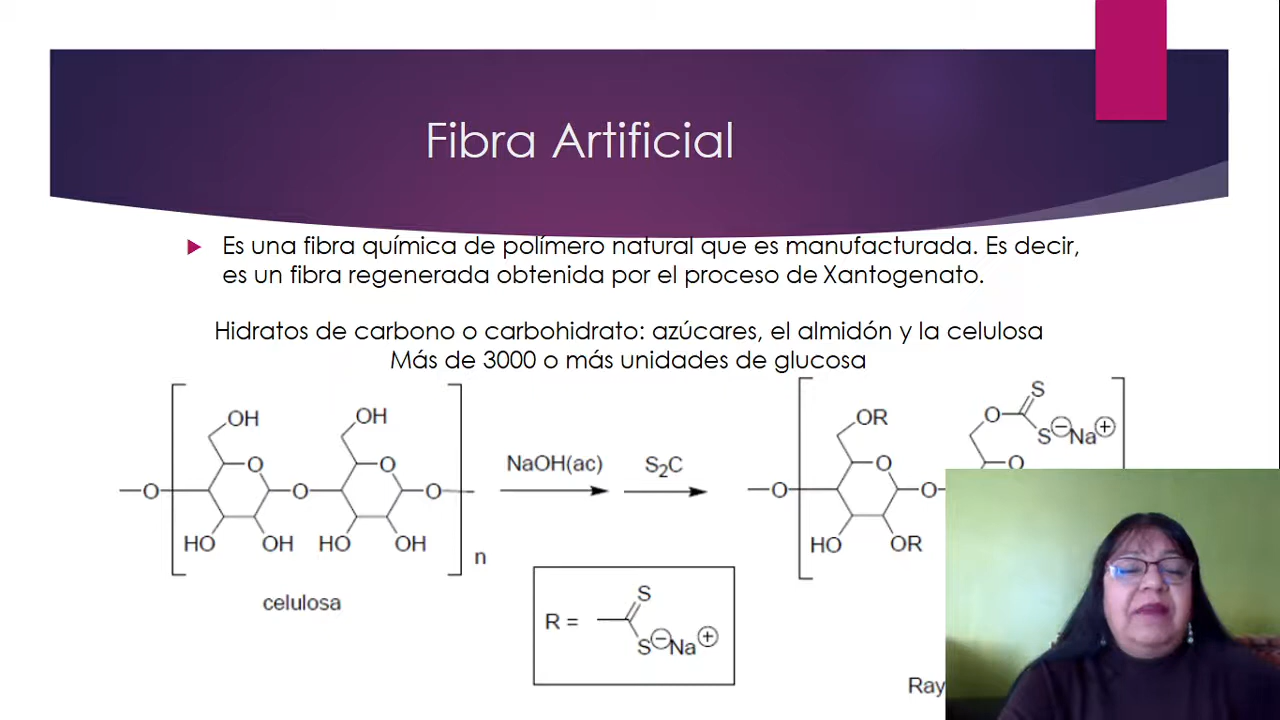 Fibra Artificial
Es una fibra química de polímero natural que es manufacturada. Es decir,
es un fibra regenerada obtenida por el proceso de Xantogenato.
Hidratos de carbono o carbohidrato: azúcares, el almidón y la celulosa
Más de 3000 o más unidades de glucosa
OH OH OR O S
S⊖Na⊕
O O O O
NaOH(ac) S₂C
O O O O O
HO OH HO OH HO OR
n
celulosa
R = S
S⊖Na⊕
Ray